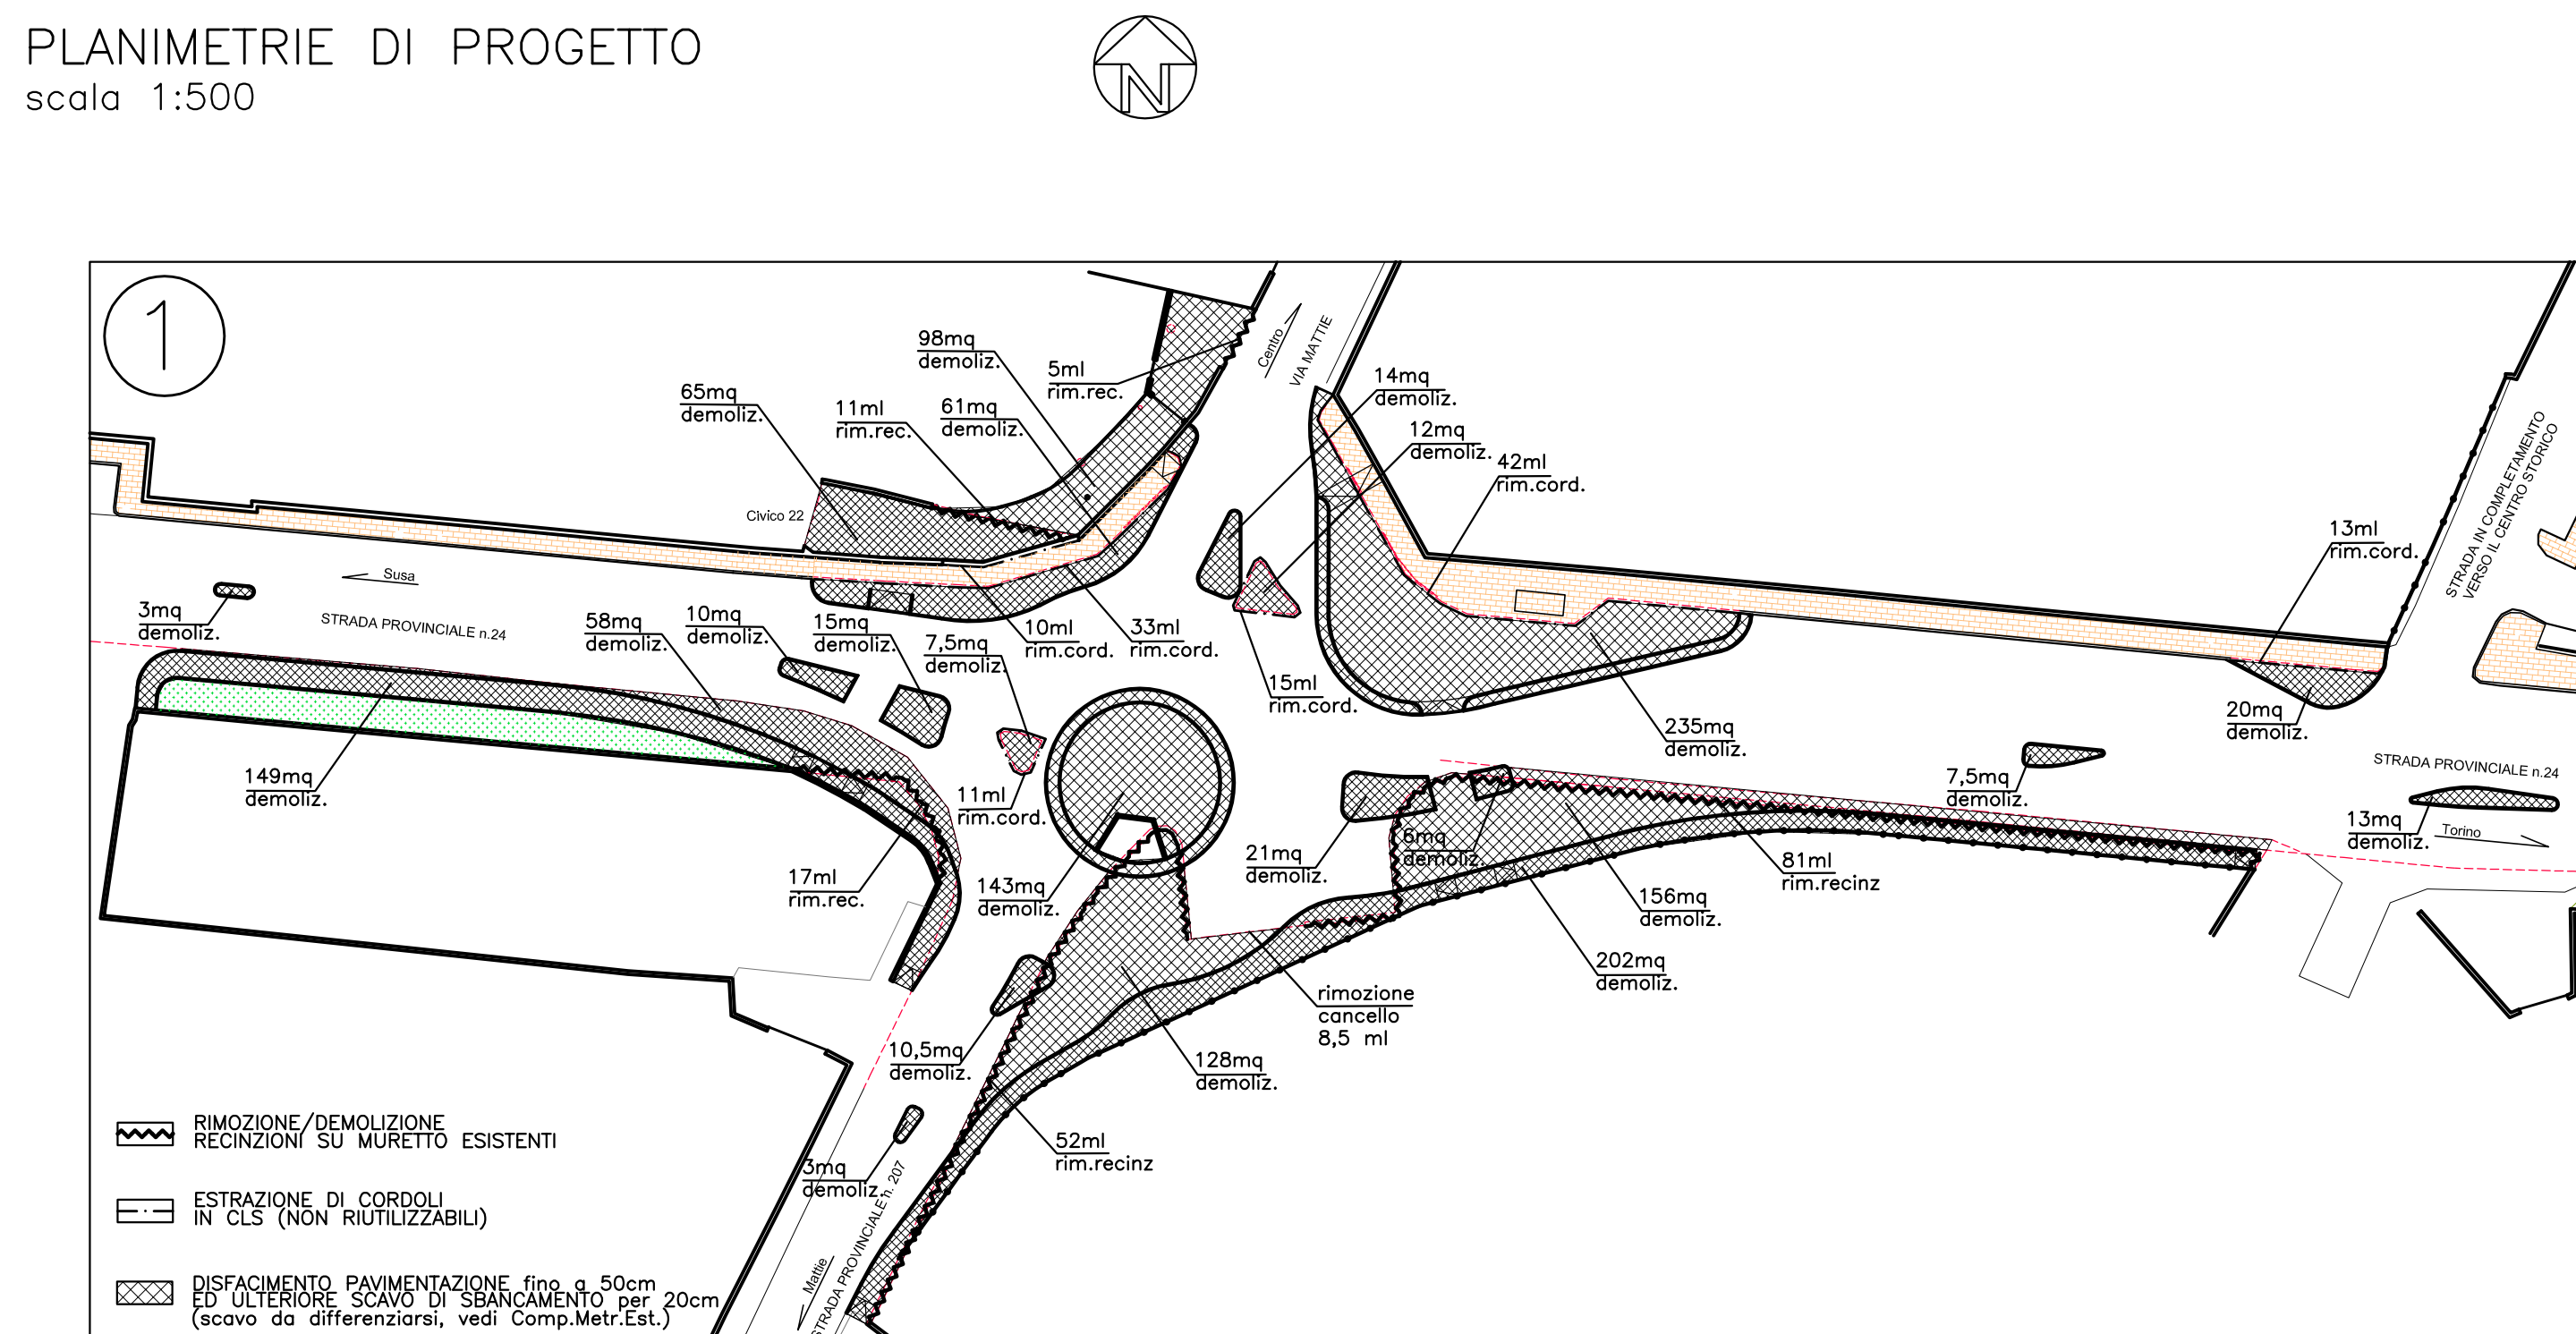 PLANIMETRIE DI PROGETTO
scala 1:500
N
1
98mq
demoliz.
5ml
rim.rec.
65mq
demoliz.
11ml
rim.rec.
61mq
demoliz.
Centro
VIA MATTIE
14mq
demoliz.
12mq
demoliz.
42ml
rim.cord.
13ml
rim.cord.
STRADA IN COMPLETAMENTO
VERSO IL CENTRO STORICO
Civico 22
Susa
STRADA PROVINCIALE n.24
3mq
demoliz.
58mq
demoliz.
10mq
demoliz.
15mq
demoliz.
7,5mq
demoliz.
10ml
rim.cord.
33ml
rim.cord.
15ml
rim.cord.
235mq
demoliz.
20mq
demoliz.
STRADA PROVINCIALE n.24
149mq
demoliz.
11ml
rim.cord.
7,5mq
demoliz.
13mq
demoliz.
Torino
17ml
rim.rec.
143mq
demoliz.
21mq
demoliz.
6mq
demoliz.
81ml
rim.recinz
156mq
demoliz.
202mq
demoliz.
rimozione
cancello
8,5 ml
10,5mq
demoliz.
128mq
demoliz.
52ml
rim.recinz
3mq
demoliz.
STRADA PROVINCIALE n. 207
Mattie
RIMOZIONE/DEMOLIZIONE
RECINZIONI SU MURETTO ESISTENTI
ESTRAZIONE DI CORDOLI
IN CLS (NON RIUTILIZZABILI)
DISFACIMENTO PAVIMENTAZIONE fino a 50cm
ED ULTERIORE SCAVO DI SBANCAMENTO per 20cm
(scavo da differenziarsi, vedi Comp.Metr.Est.)